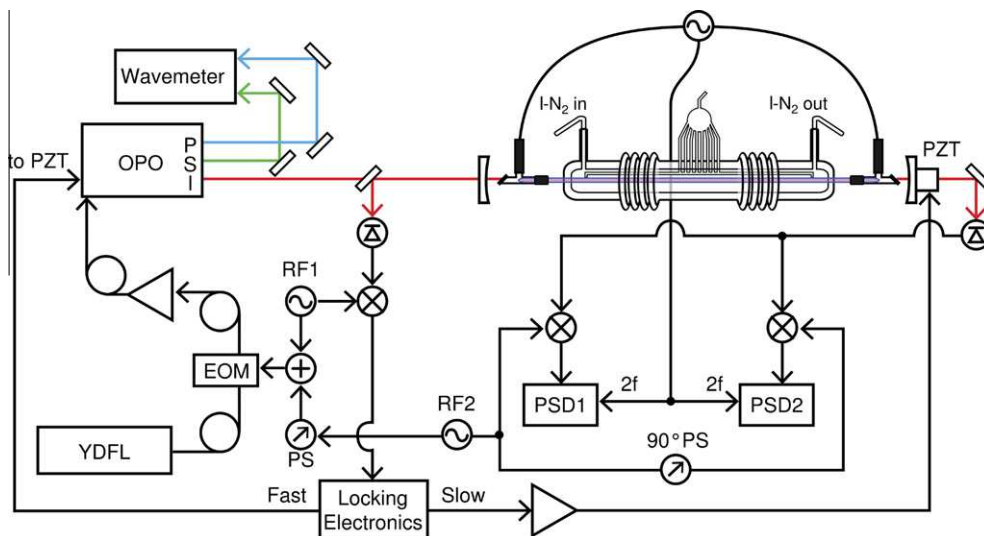 Wavemeter
l-N2 in
l-N2 out
to PZT
OPO
P
S
I
PZT
RF1
EOM
2f
2f
PSD1
PSD2
RF2
90°PS
YDFL
PS
Fast
Locking
Electronics
Slow